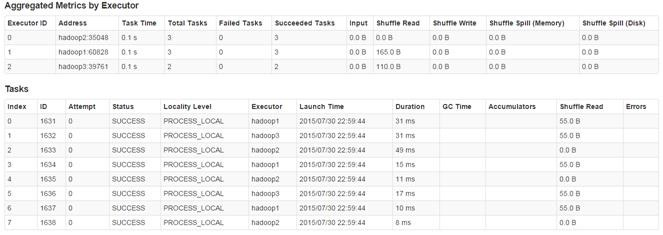 Aggregated Metrics by Executor
Executor ID Address Task Time Total Tasks Failed Tasks Succeeded Tasks Input Shuffle Read Shuffle Write Shuffle Spill (Memory) Shuffle Spill (Disk)
0 hadoop2:35048 0.1 s 3 0 3 0.0 B 0.0 B 0.0 B 0.0 B 0.0 B
1 hadoop1:60828 0.1 s 3 0 3 0.0 B 165.0 B 0.0 B 0.0 B 0.0 B
2 hadoop3:39761 0.1 s 2 0 2 0.0 B 110.0 B 0.0 B 0.0 B 0.0 B
Tasks
Index ID Attempt Status Locality Level Executor Launch Time Duration GC Time Accumulators Shuffle Read Errors
0 1631 0 SUCCESS PROCESS_LOCAL hadoop1 2015/07/30 22:59:44 31 ms 55.0 B
1 1632 0 SUCCESS PROCESS_LOCAL hadoop3 2015/07/30 22:59:44 31 ms 55.0 B
2 1633 0 SUCCESS PROCESS_LOCAL hadoop2 2015/07/30 22:59:44 49 ms 0.0 B
3 1634 0 SUCCESS PROCESS_LOCAL hadoop1 2015/07/30 22:59:44 15 ms 55.0 B
4 1635 0 SUCCESS PROCESS_LOCAL hadoop2 2015/07/30 22:59:44 11 ms 0.0 B
5 1636 0 SUCCESS PROCESS_LOCAL hadoop3 2015/07/30 22:59:44 17 ms 55.0 B
6 1637 0 SUCCESS PROCESS_LOCAL hadoop1 2015/07/30 22:59:44 10 ms 55.0 B
7 1638 0 SUCCESS PROCESS_LOCAL hadoop2 2015/07/30 22:59:44 8 ms 0.0 B